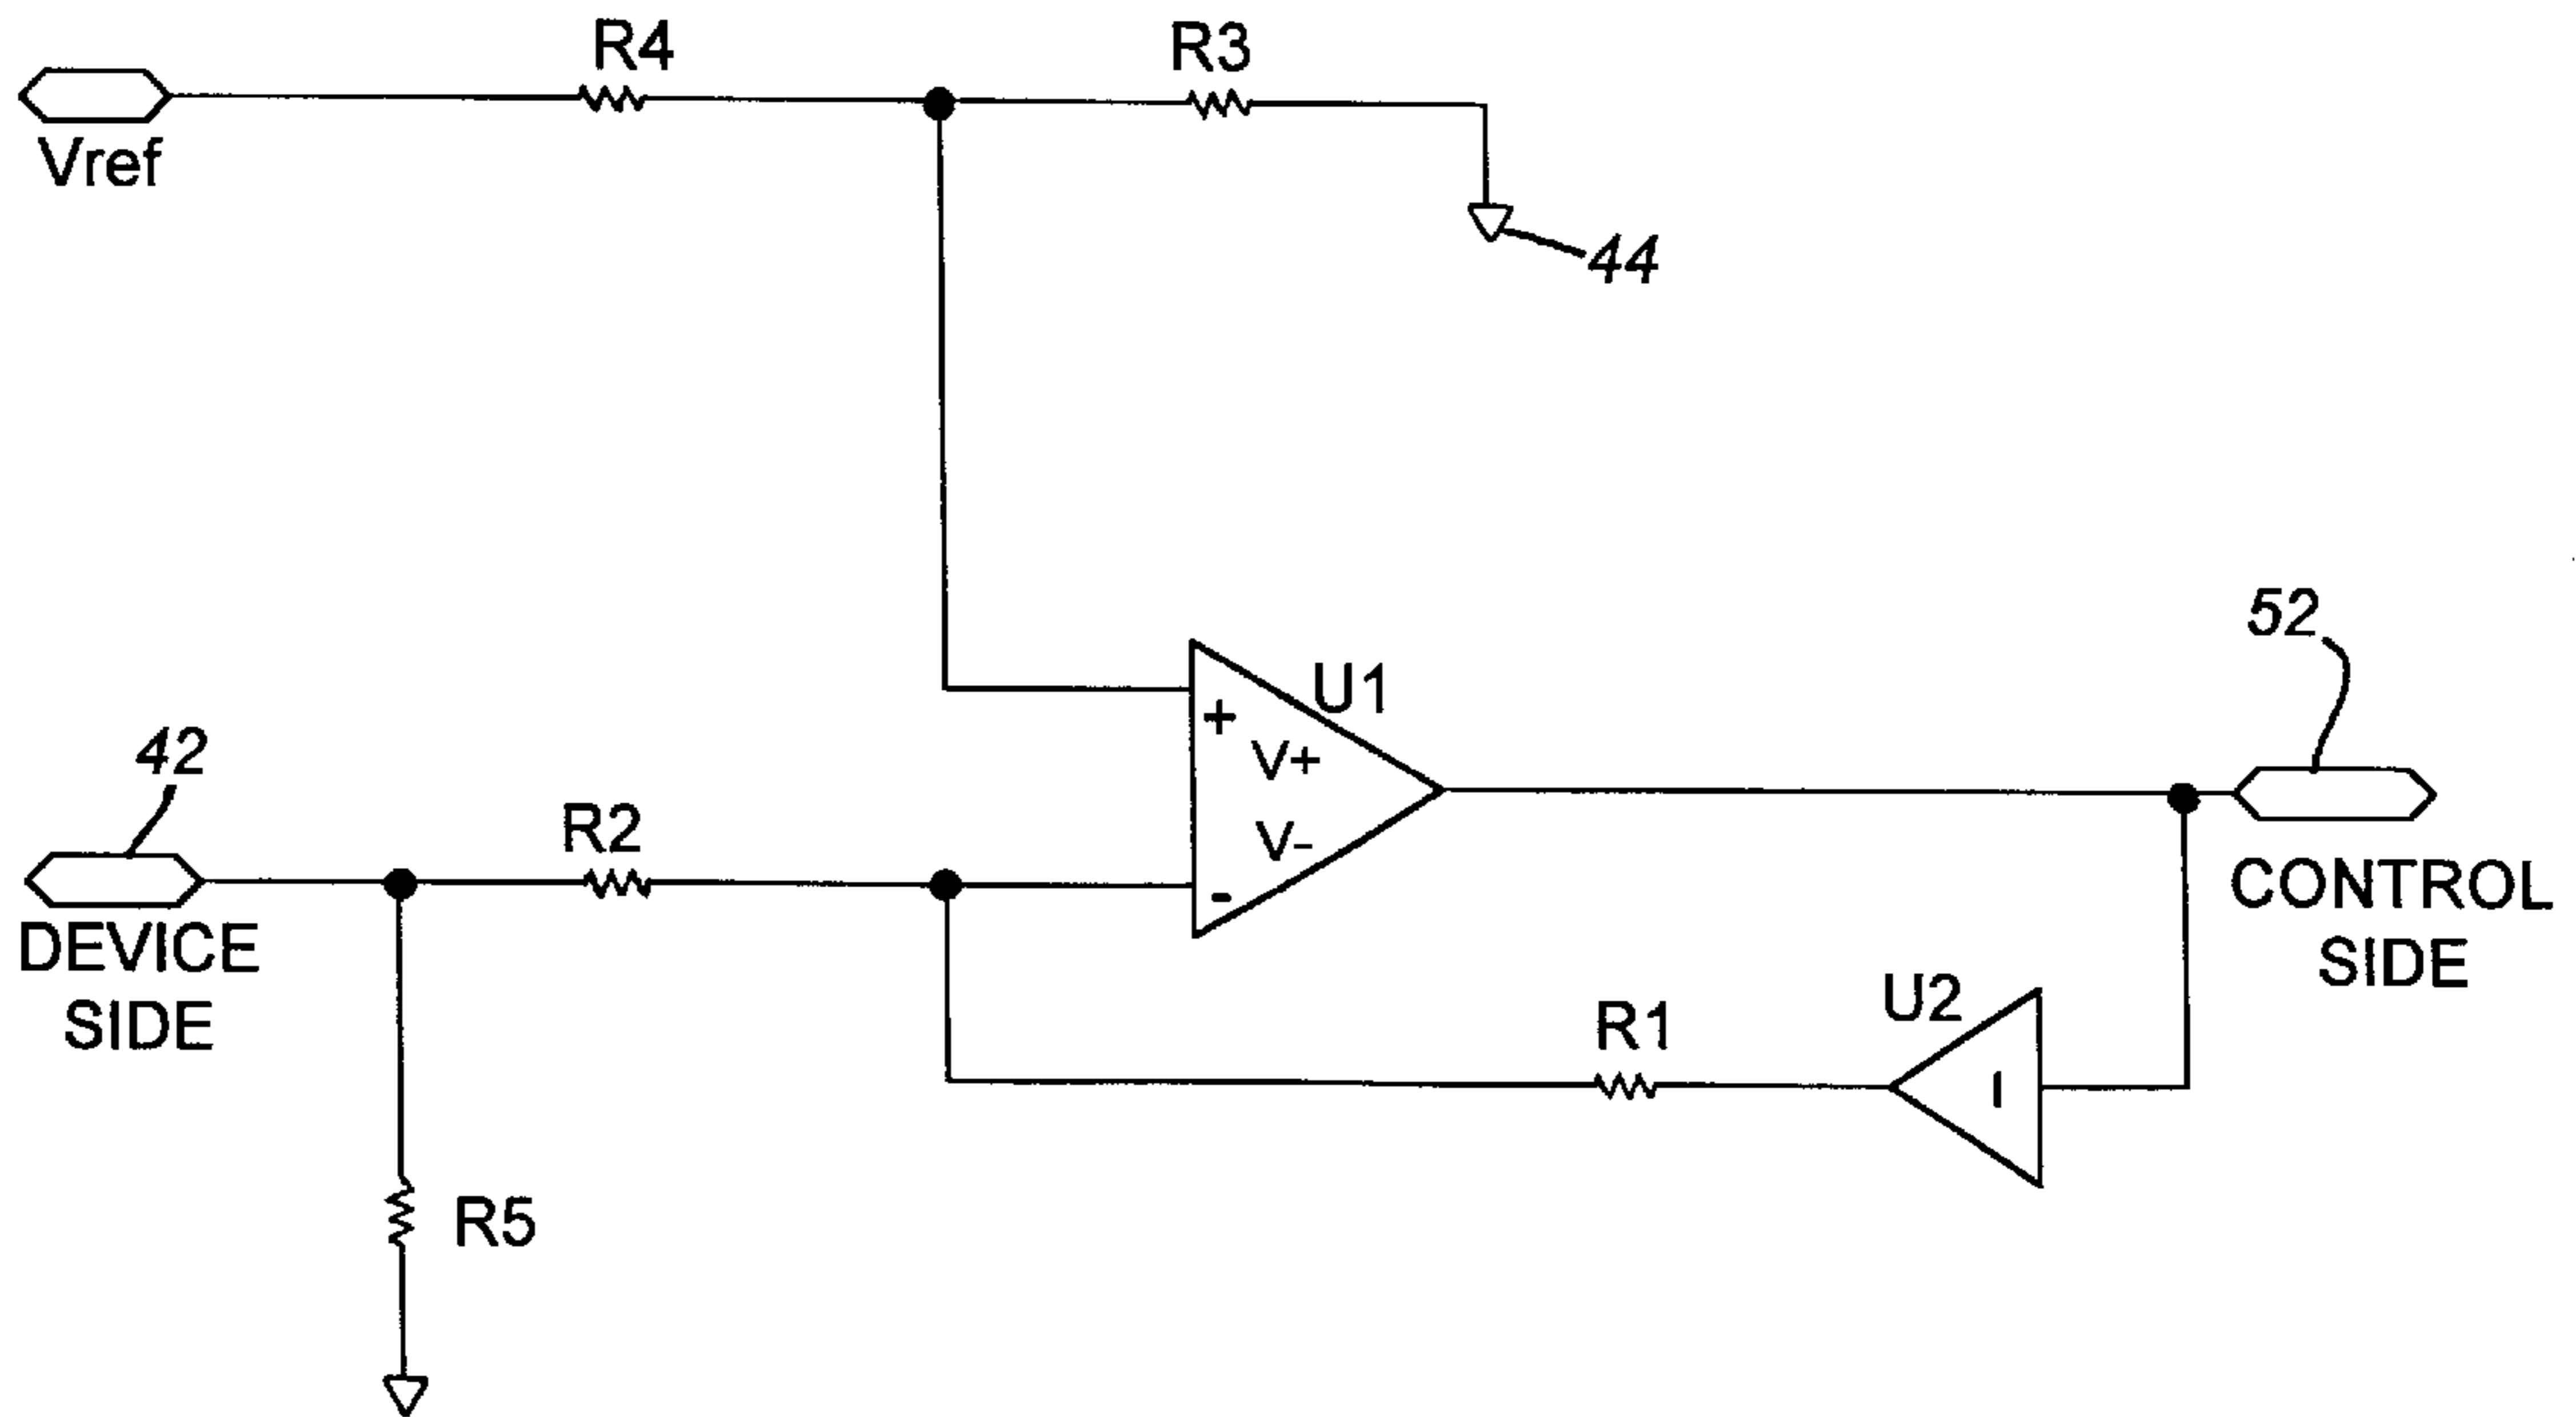 R4
R3
Vref
44
52
U1
+
V+
42
R2
V-
-
CONTROL
SIDE
DEVICE
SIDE
U2
R1
I
R5